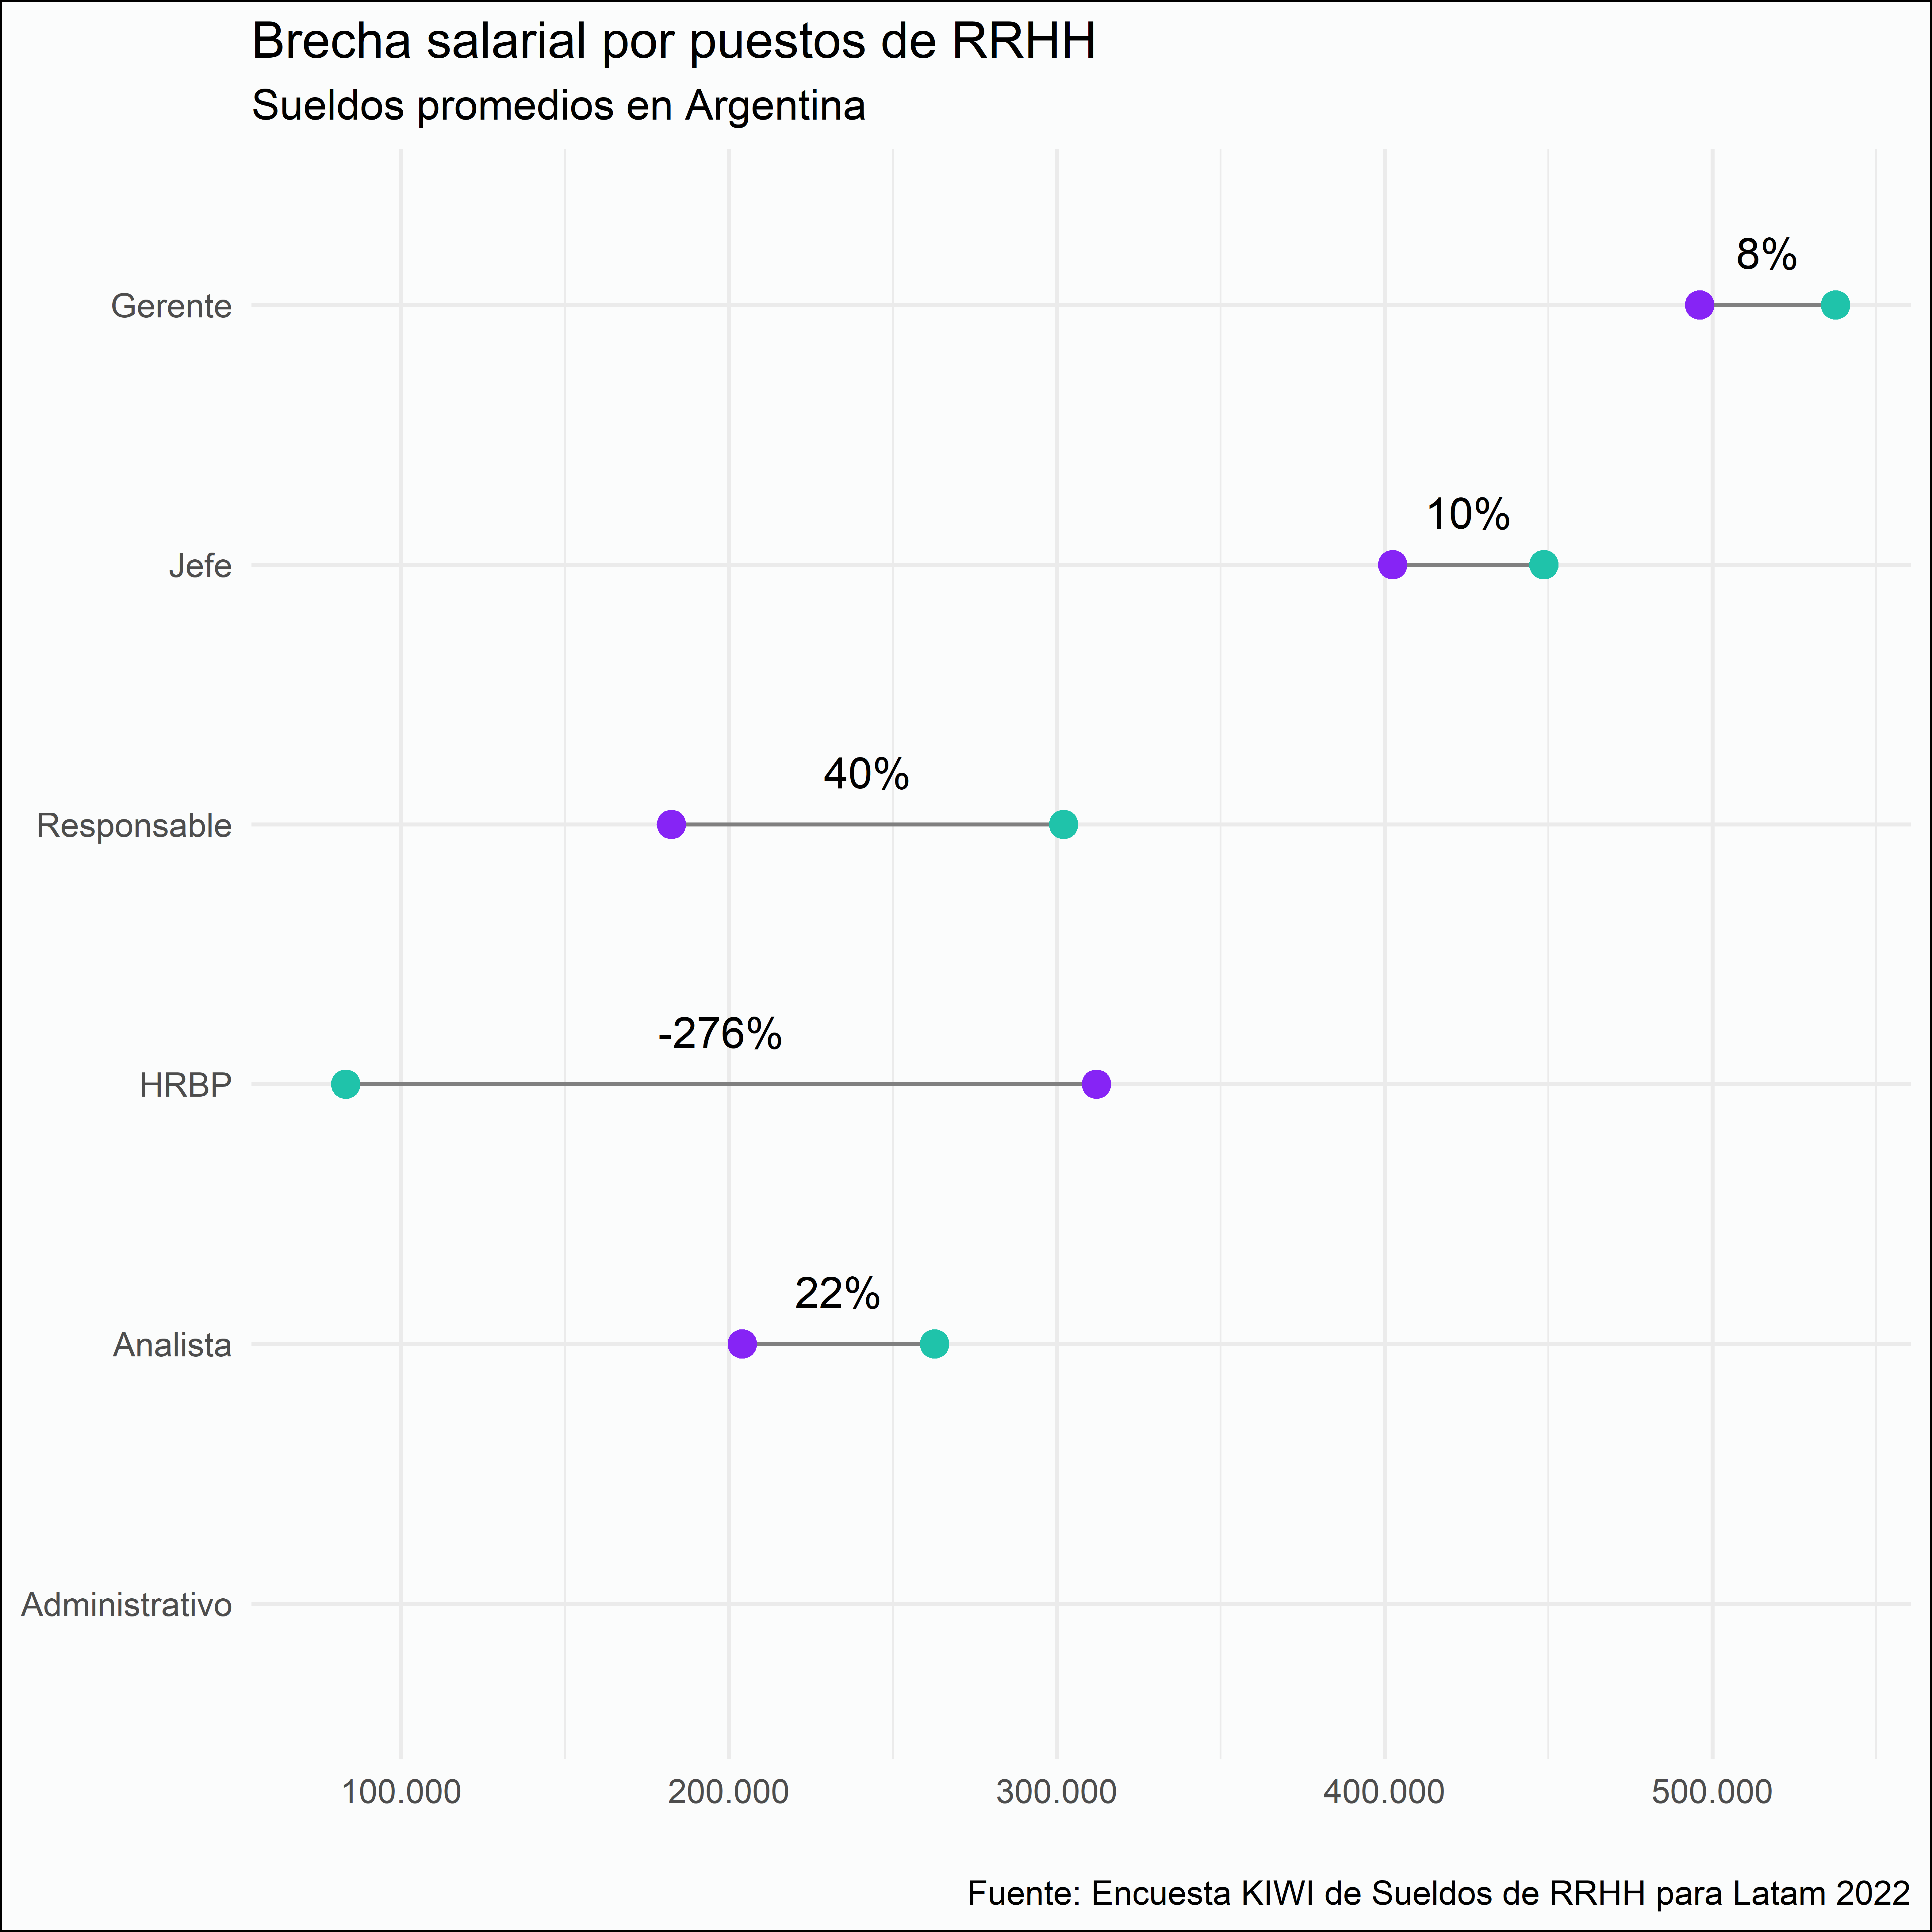 Brecha salarial por puestos de RRHH
Sueldos promedios en Argentina
Gerente
8%
Jefe
10%
Responsable
40%
HRBP
-276%
Analista
22%
Administrativo
100.000
200.000
300.000
400.000
500.000
Fuente: Encuesta KIWI de Sueldos de RRHH para Latam 2022